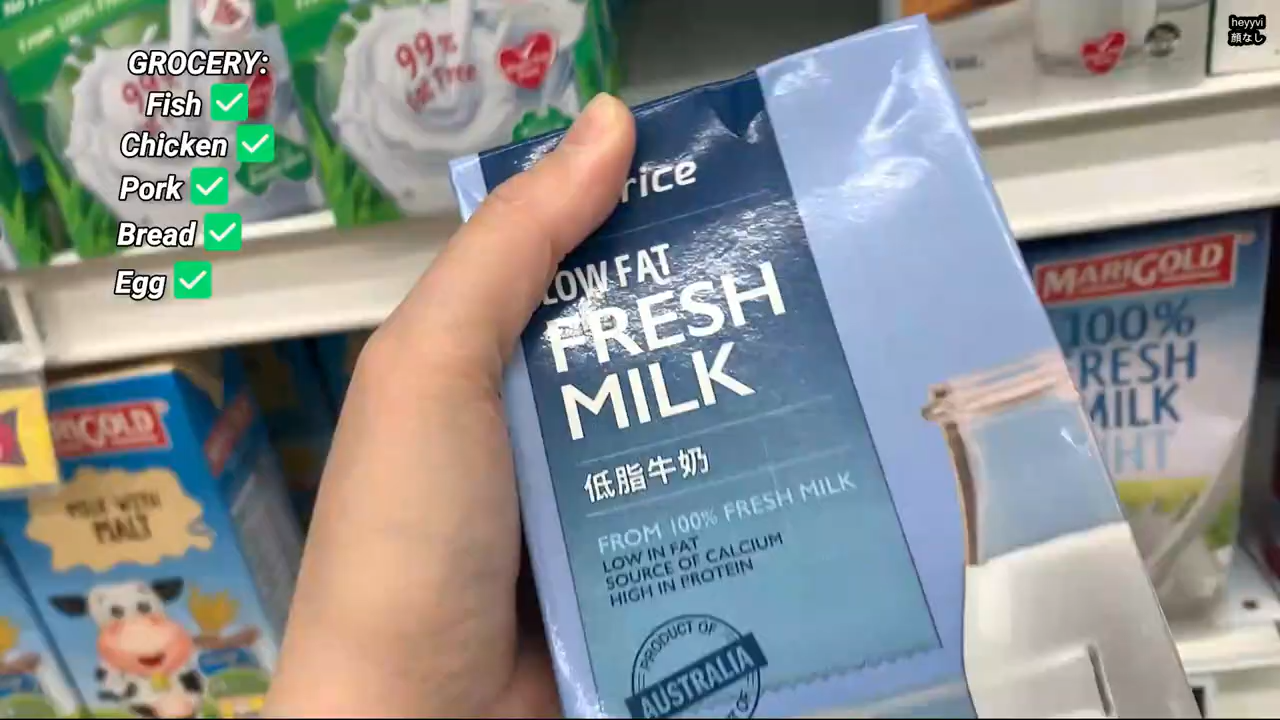 heyyvi
顔なし
GROCERY:
Fish
Chicken
Pork
Bread
Egg
99%
Fat Free
rice
LOW FAT
FRESH
MILK
低脂牛奶
FROM 100% FRESH MILK
LOW IN FAT
SOURCE OF CALCIUM
HIGH IN PROTEIN
PRODUCT OF
AUSTRALIA
MARIGOLD
100%
FRESH
MILK
MARIGOLD
MILK WITH
MALT